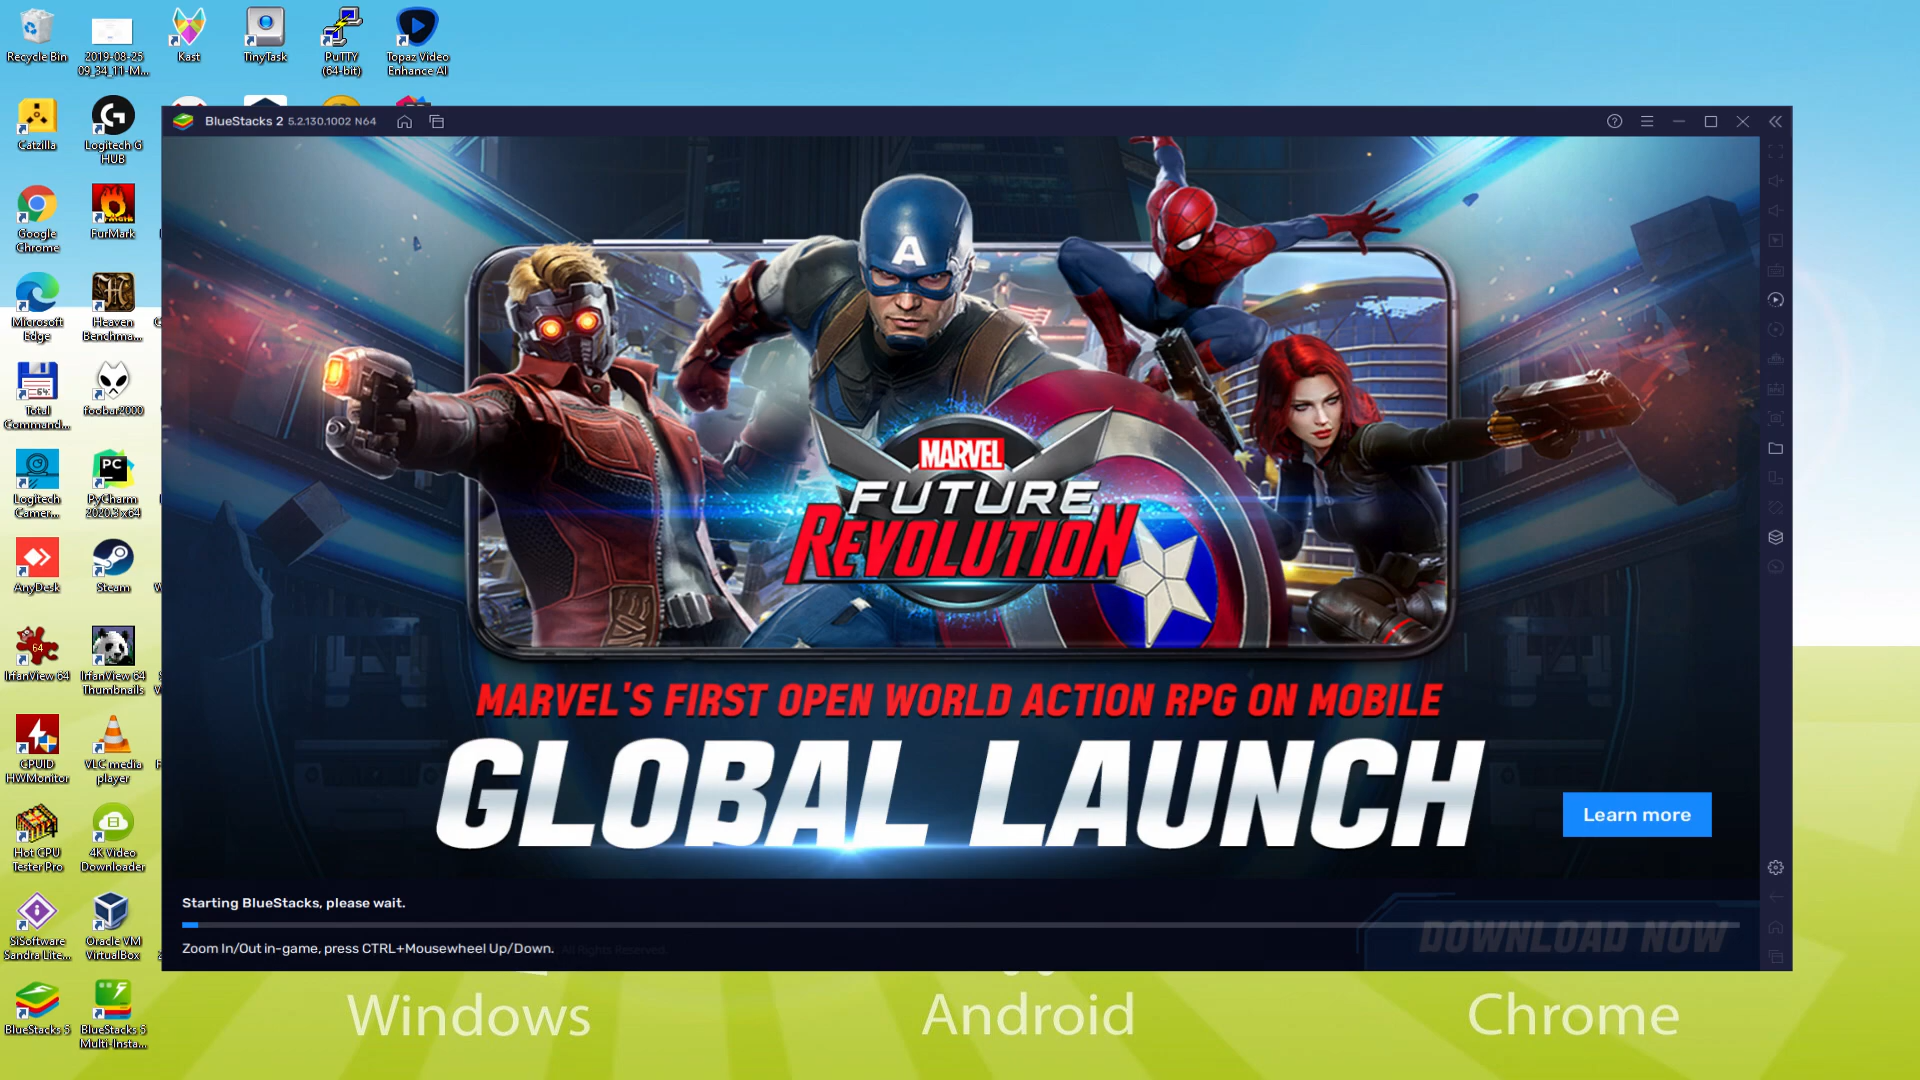 Recycle Bin
2019-08-25
09_34_11-M...
Kast
TinyTask
PuTTY
(64-bit)
Topaz Video
Enhance AI
Catzilla
Logitech G
HUB
Google
Chrome
FurMark
Microsoft
Edge
Heaven
Benchma...
Total
Command...
foobar2000
Logitech
Camer...
PyCharm
2020.3 x64
AnyDesk
Steam
IrfanView 64
IrfanView 64
Thumbnails
CPUID
HWMonitor
VLC media
player
Hot CPU
Tester Pro
4K Video
Downloader
SiSoftware
Sandra Lite...
Oracle VM
VirtualBox
BlueStacks 5
BlueStacks 5
Multi-Insta...
BlueStacks 2 5.2.130.1002 N64
A
MARVEL
FUTURE
REVOLUTION
MARVEL'S FIRST OPEN WORLD ACTION RPG ON MOBILE
GLOBAL LAUNCH
Learn more
Starting BlueStacks, please wait.
DOWNLOAD NOW
Zoom In/Out in-game, press CTRL+Mousewheel Up/Down.
All Rights Reserved.
Windows
Android
Chrome